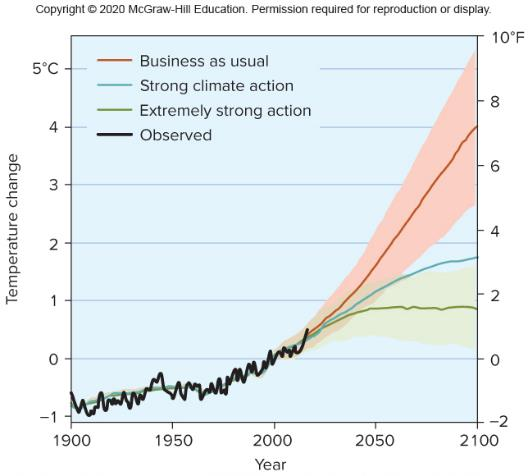 Copyright © 2020 McGraw-Hill Education. Permission required for reproduction or display.
10°F
5°C
Business as usual
Strong climate action
8
Extremely strong action
4
Observed
6
3
Temperature change
4
2
2
1
0
0
−1
−2
1900
1950
2000
2050
2100
Year